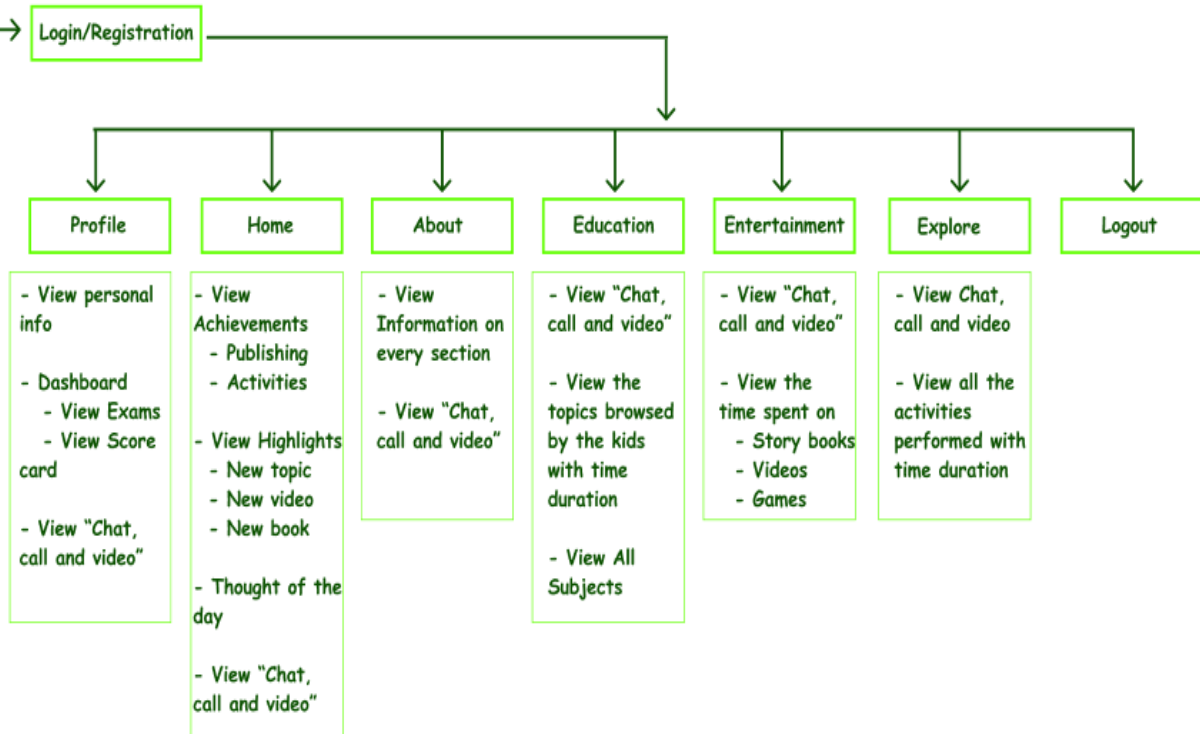 Login/Registration
Profile
Home
About
Education
Entertainment
Explore
Logout
- View personal
info
- Dashboard
- View Exams
- View Score
card
- View “Chat,
call and video”
- View
Achievements
- Publishing
- Activities
- View Highlights
- New topic
- New video
- New book
- Thought of the
day
- View “Chat,
call and video”
- View
Information on
every section
- View “Chat,
call and video”
- View “Chat,
call and video”
- View the
topics browsed
by the kids
with time
duration
- View All
Subjects
- View “Chat,
call and video”
- View the
time spent on
- Story books
- Videos
- Games
- View Chat,
call and video
- View all the
activities
performed with
time duration